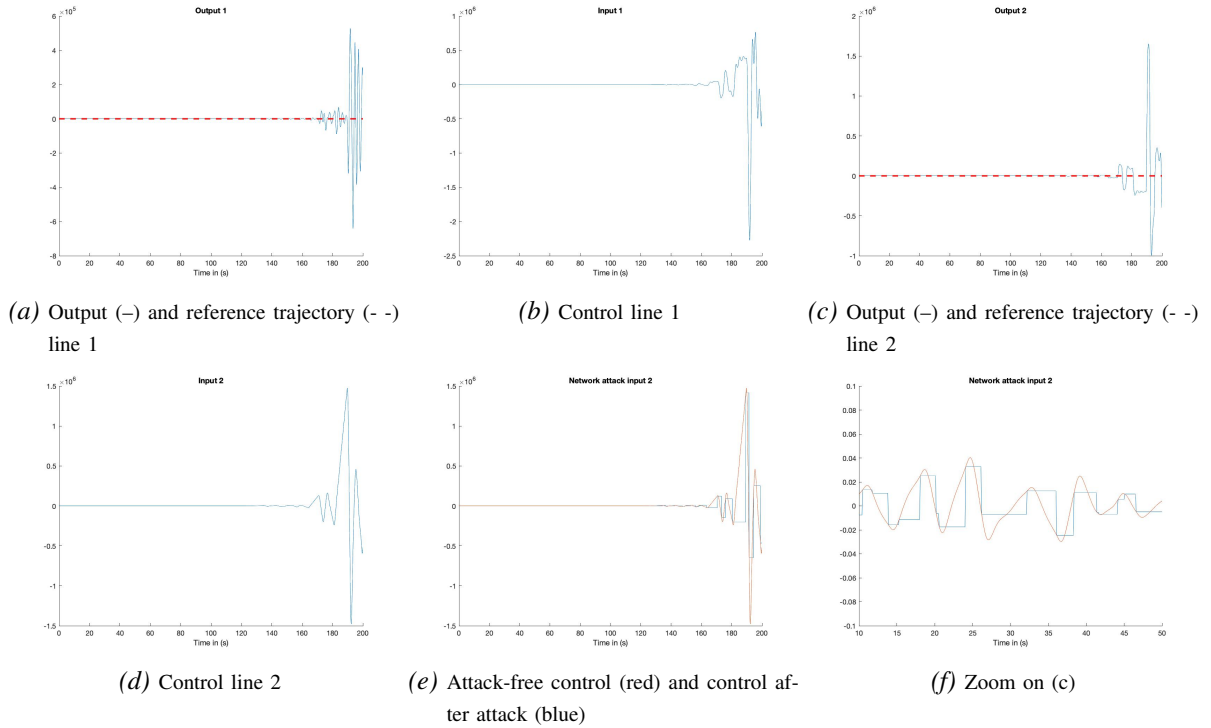 Output 1
×10⁵
6
4
2
0
-2
-4
-6
-8
0 20 40 60 80 100 120 140 160 180 200
Time in (s)
(a) Output (–) and reference trajectory (- -)
line 1
Input 1
×10⁶
1
0.5
0
-0.5
-1
-1.5
-2
-2.5
0 20 40 60 80 100 120 140 160 180 200
Time in (s)
(b) Control line 1
Output 2
×10⁶
2
1.5
1
0.5
0
-0.5
-1
0 20 40 60 80 100 120 140 160 180 200
Time in (s)
(c) Output (–) and reference trajectory (- -)
line 2
Input 2
×10⁶
1.5
1
0.5
0
-0.5
-1
-1.5
0 20 40 60 80 100 120 140 160 180 200
Time in (s)
(d) Control line 2
Network attack input 2
×10⁶
1.5
1
0.5
0
-0.5
-1
-1.5
0 20 40 60 80 100 120 140 160 180 200
Time in (s)
(e) Attack-free control (red) and control af-
ter attack (blue)
Network attack input 2
0.1
0.08
0.06
0.04
0.02
0
-0.02
-0.04
-0.06
-0.08
-0.1
10 15 20 25 30 35 40 45 50
Time in (s)
(f) Zoom on (c)